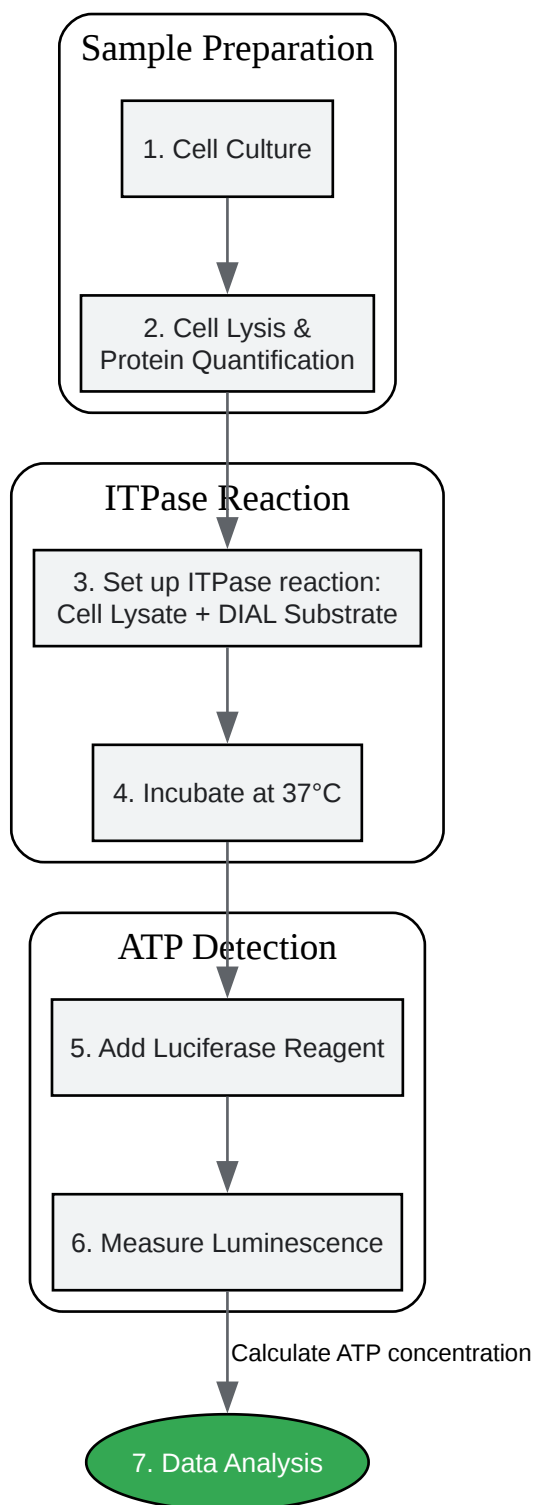 Sample Preparation
1. Cell Culture
2. Cell Lysis &
Protein Quantification
ITPase Reaction
3. Set up ITPase reaction:
Cell Lysate + DIAL Substrate
4. Incubate at 37°C
ATP Detection
5. Add Luciferase Reagent
6. Measure Luminescence
Calculate ATP concentration
7. Data Analysis